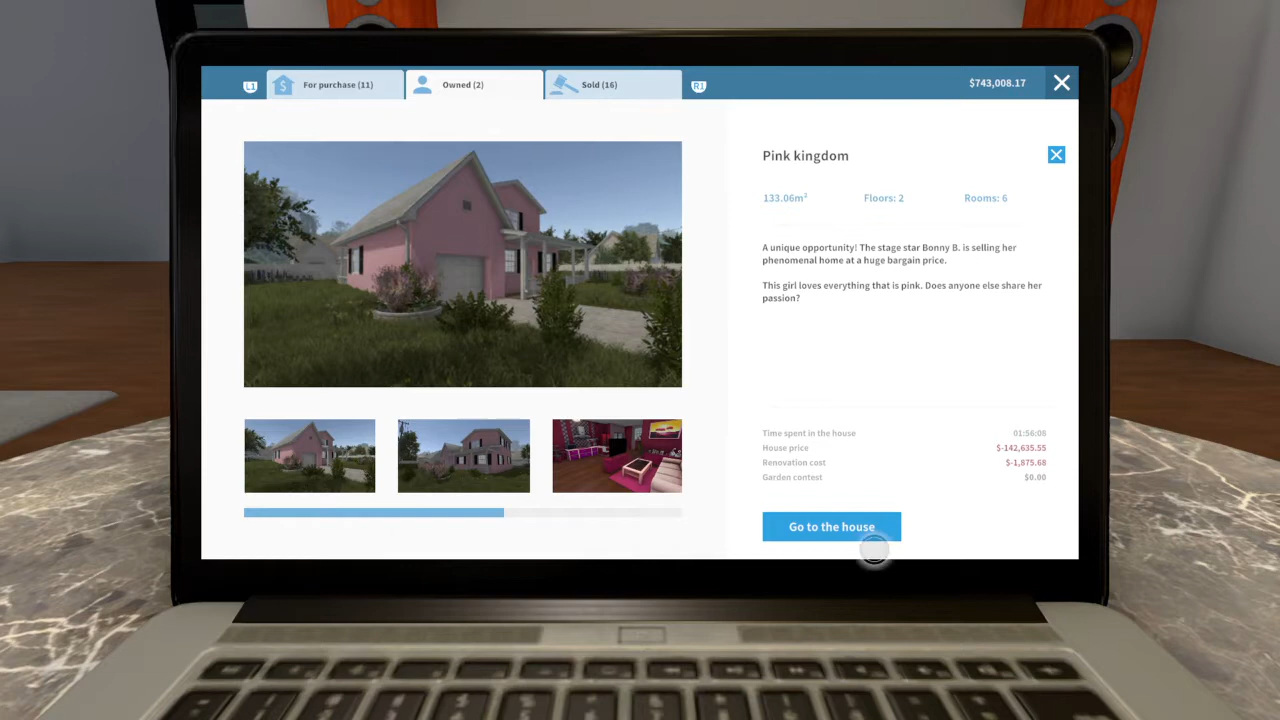 L1
$
For purchase (11)
Owned (2)
Sold (16)
R1
$743,008.17
Pink kingdom
133.06m²
Floors: 2
Rooms: 6
A unique opportunity! The stage star Bonny B. is selling her
phenomenal home at a huge bargain price.
This girl loves everything that is pink. Does anyone else share her
passion?
Time spent in the house 01:56:08
House price $-142,635.55
Renovation cost $-1,875.68
Garden contest $0.00
Go to the house